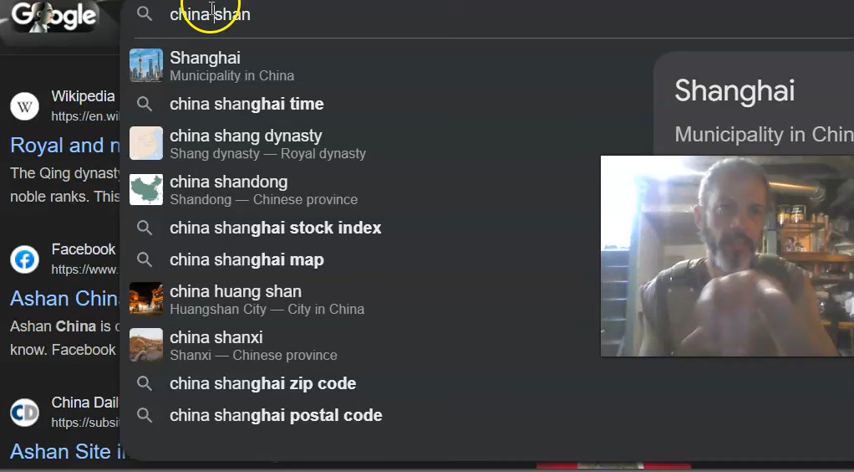 Google
china shan
Shanghai
Municipality in China
china shanghai time
china shang dynasty
Shang dynasty — Royal dynasty
china shandong
Shandong — Chinese province
china shanghai stock index
china shanghai map
china huang shan
Huangshan City — City in China
china shanxi
Shanxi — Chinese province
china shanghai zip code
china shanghai postal code
W
Wikipedia
https://en.wi
Royal and n
The Qing dynasty
noble ranks. This
Facebook
https://www.
Ashan China
Ashan China is c
know. Facebook
CD
China Dail
https://subsit
Ashan Site i
Shanghai
Municipality in Chin